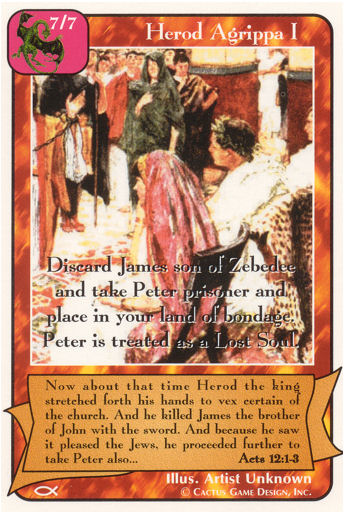 7/7
Herod Agrippa I
Discard James son of Zebedee
and take Peter prisoner and
place in your land of bondage.
Peter is treated as a Lost Soul.
Now about that time Herod the king
stretched forth his hands to vex certain of
the church. And he killed James the brother
of John with the sword. And because he saw
it pleased the Jews, he proceeded further to
take Peter also... Acts 12:1-3
Illus. Artist Unknown
© Cactus Game Design, Inc.